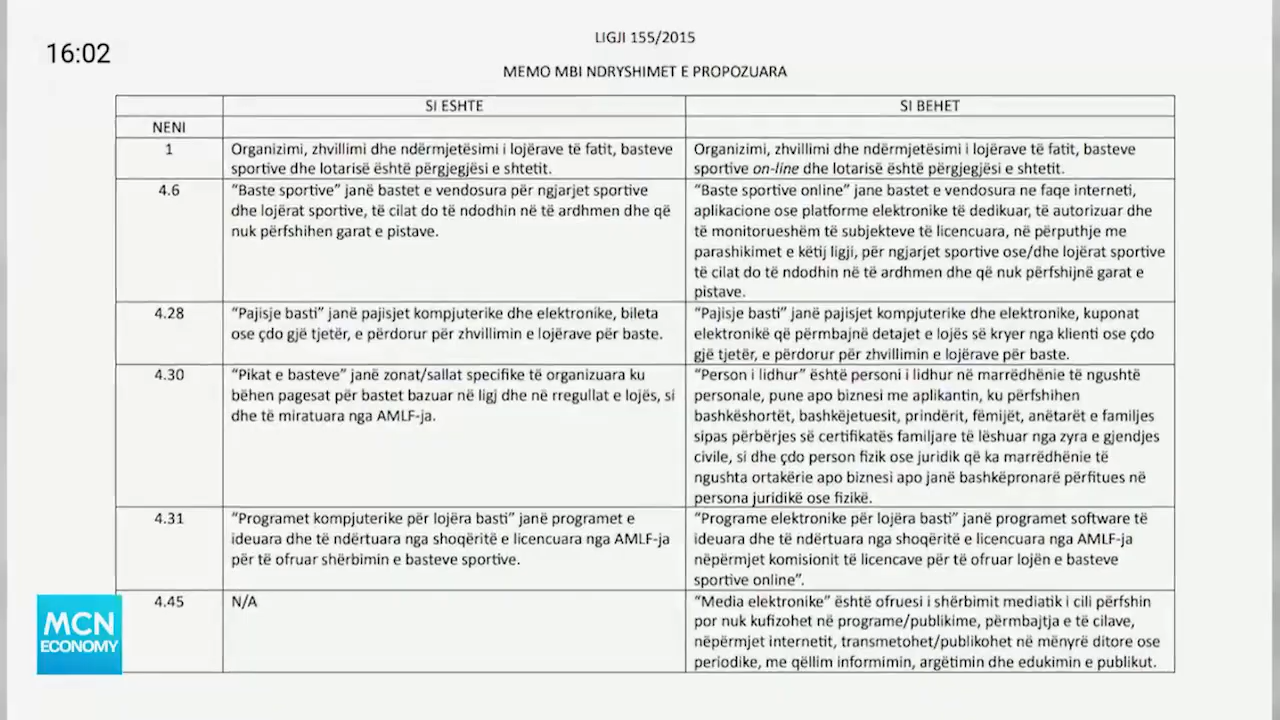 LIGJI 155/2015
16:02
MEMO MBI NDRYSHIMET E PROPOZUARA
SI ESHTE
SI BEHET
NENI
1
Organizimi, zhvillimi dhe ndërmjetësimi i lojërave të fatit, basteve
sportive dhe lotarisë është përgjegjësi e shtetit.
Organizimi, zhvillimi dhe ndërmjetësimi i lojërave të fatit, basteve
sportive on-line dhe lotarisë është përgjegjësi e shtetit.
4.6
“Baste sportive” janë bastet e vendosura për ngjarjet sportive
dhe lojërat sportive, të cilat do të ndodhin në të ardhmen dhe që
nuk përfshihen garat e pistave.
“Baste sportive online” jane bastet e vendosura ne faqe interneti,
aplikacione ose platforme elektronike të dedikuar, të autorizuar dhe
të monitorueshëm të subjekteve të licencuara, në përputhje me
parashikimet e këtij ligji, për ngjarjet sportive ose/dhe lojërat sportive
të cilat do të ndodhin në të ardhmen dhe që nuk përfshijnë garat e
pistave.
4.28
“Pajisje basti” janë pajisjet kompjuterike dhe elektronike, bileta
ose çdo gjë tjetër, e përdorur për zhvillimin e lojërave për baste.
“Pajisje basti” janë pajisjet kompjuterike dhe elektronike, kuponat
elektronikë që përmbajnë detajet e lojës së kryer nga klienti ose çdo
gjë tjetër, e përdorur për zhvillimin e lojërave për baste.
4.30
“Pikat e basteve” janë zonat/sallat specifike të organizuara ku
bëhen pagesat për bastet bazuar në ligj dhe në rregullat e lojës, si
dhe të miratuara nga AMLF-ja.
“Person i lidhur” është personi i lidhur në marrëdhënie të ngushtë
personale, pune apo biznesi me aplikantin, ku përfshihen
bashkëshortët, bashkëjetuesit, prindërit, fëmijët, anëtarët e familjes
sipas përbërjes së certifikatës familjare të lëshuar nga zyra e gjendjes
civile, si dhe çdo person fizik ose juridik që ka marrëdhënie të
ngushta ortakërie apo biznesi apo janë bashkëpronarë përfitues në
persona juridikë ose fizikë.
4.31
“Programet kompjuterike për lojëra basti” janë programet e
ideuara dhe të ndërtuara nga shoqëritë e licencuara nga AMLF-ja
për të ofruar shërbimin e basteve sportive.
“Programe elektronike për lojëra basti” janë programet software të
ideuara dhe të ndërtuara nga shoqëritë e licencuara nga AMLF-ja
nëpërmjet komisionit të licencave për të ofruar lojën e basteve
sportive online”.
4.45
N/A
“Media elektronike” është ofruesi i shërbimit mediatik i cili përfshin
por nuk kufizohet në programe/publikime, përmbajtja e të cilave,
nëpërmjet internetit, transmetohet/publikohet në mënyrë ditore ose
periodike, me qëllim informimin, argëtimin dhe edukimin e publikut.
MCN
ECONOMY